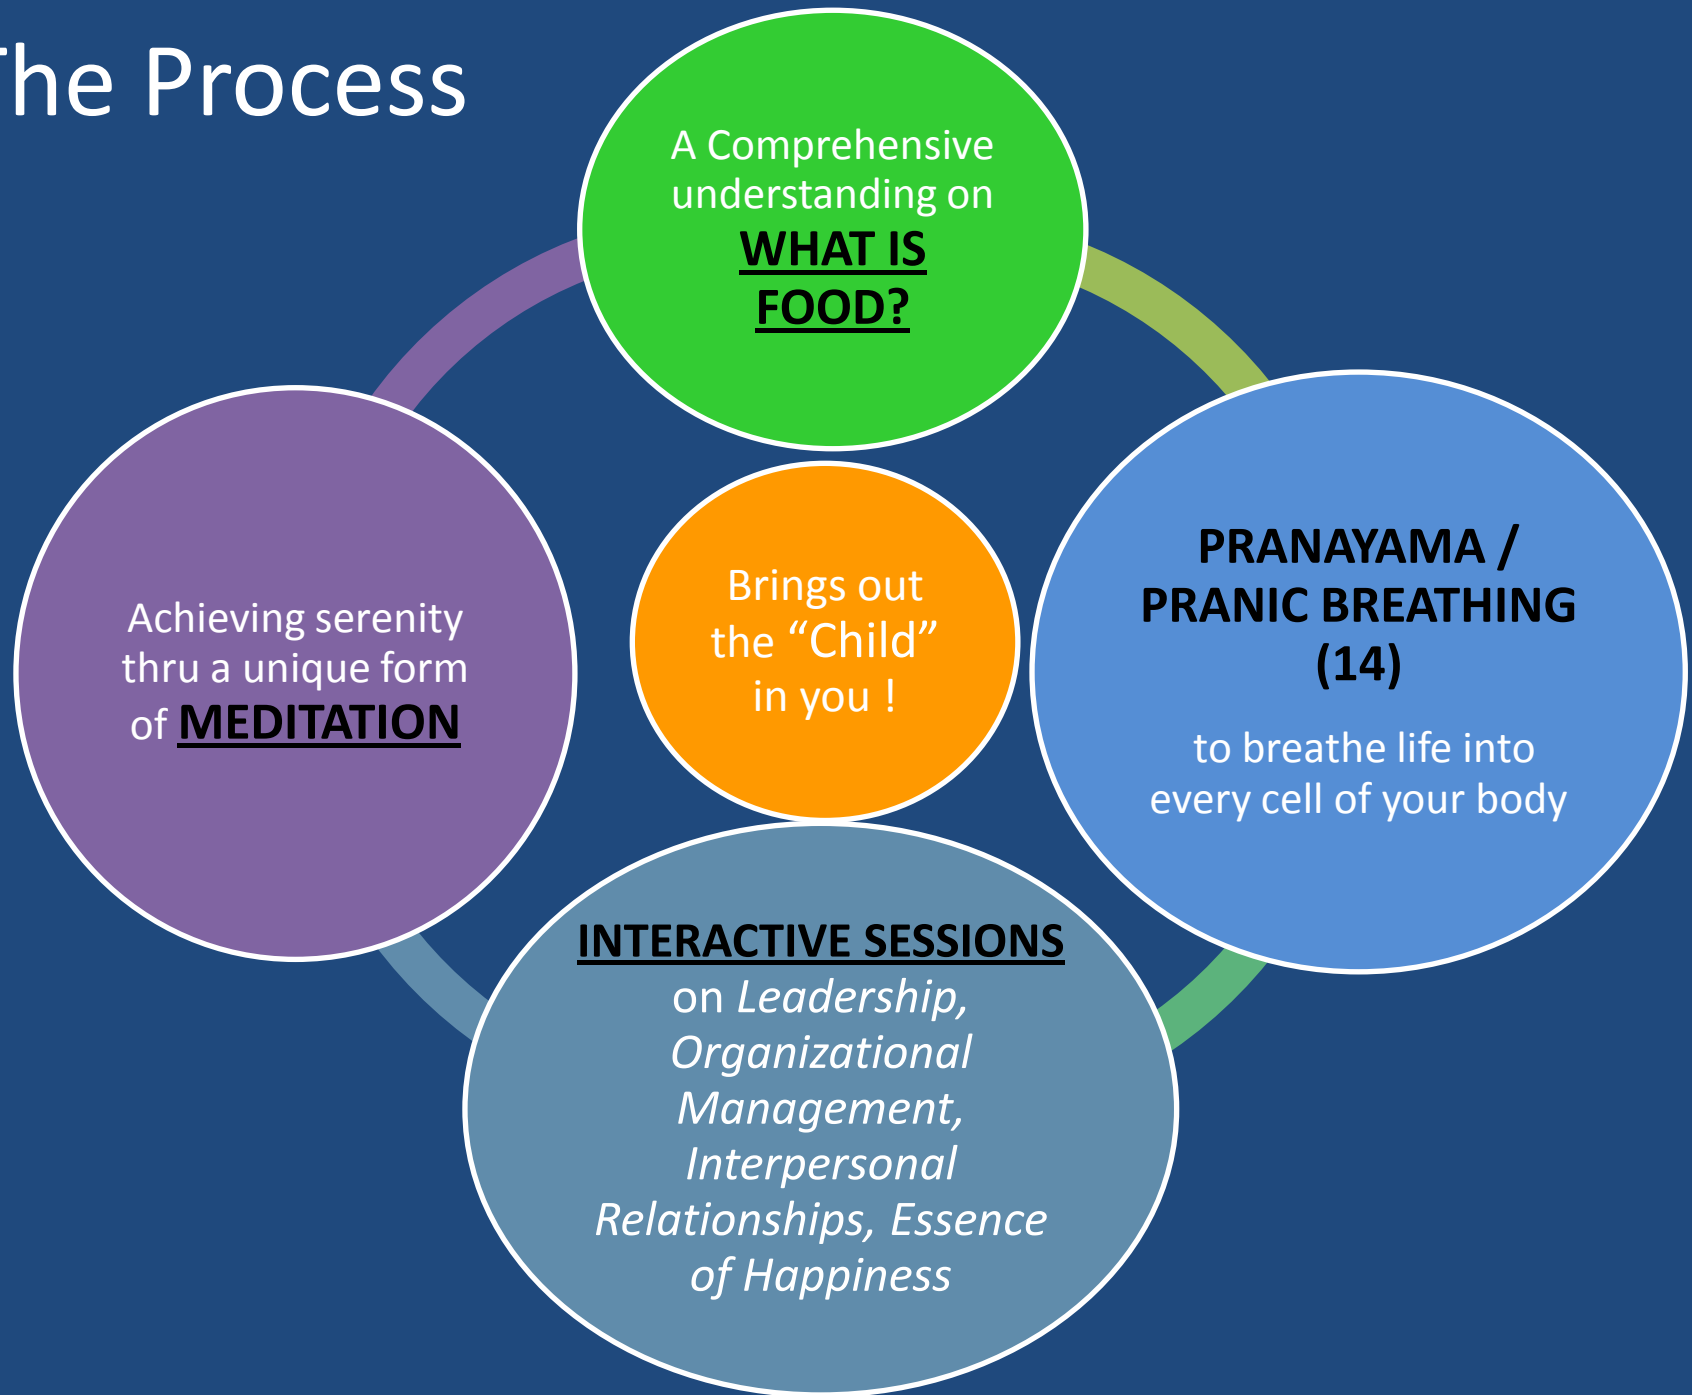 The Process
A Comprehensive
understanding on
WHAT IS
FOOD?
PRANAYAMA /
PRANIC BREATHING
(14)
to breathe life into
every cell of your body
INTERACTIVE SESSIONS
on Leadership,
Organizational
Management,
Interpersonal
Relationships, Essence
of Happiness
Achieving serenity
thru a unique form
of MEDITATION
Brings out
the “Child”
in you !